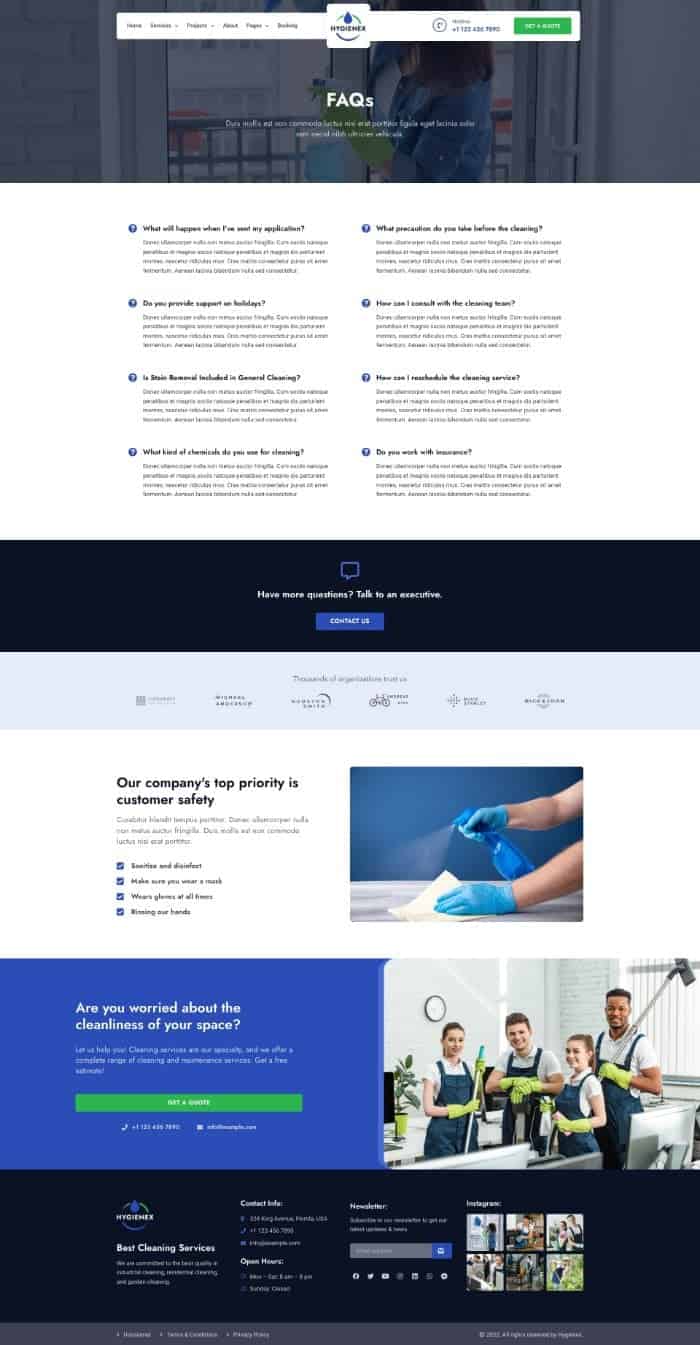 Home Services Projects About Pages Booking
HYGIENEX
Hotline
+1 123 456 7890
GET A QUOTE
FAQs
Duis mollis est non commodo luctus nisi erat porttitor ligula eget lacinia odio
sem necod nibh ultricies vehicula.
What will happen when I've sent my application?
Donec ullamcorper nulla non metus auctor fringilla. Cum sociis natoque
penatibus et magnis sociis natoque penatibus et magnis dis parturient
montes, nascetur ridiculus mus. Cras mattis consectetur purus sit amet
fermentum. Aenean lacinia bibendum nulla sed consectetur.
What precaution do you take before the cleaning?
Donec ullamcorper nulla non metus auctor fringilla. Cum sociis natoque
penatibus et magnis sociis natoque penatibus et magnis dis parturient
montes, nascetur ridiculus mus. Cras mattis consectetur purus sit amet
fermentum. Aenean lacinia bibendum nulla sed consectetur.
Do you provide support on holidays?
Donec ullamcorper nulla non metus auctor fringilla. Cum sociis natoque
penatibus et magnis sociis natoque penatibus et magnis dis parturient
montes, nascetur ridiculus mus. Cras mattis consectetur purus sit amet
fermentum. Aenean lacinia bibendum nulla sed consectetur.
How can I consult with the cleaning team?
Donec ullamcorper nulla non metus auctor fringilla. Cum sociis natoque
penatibus et magnis sociis natoque penatibus et magnis dis parturient
montes, nascetur ridiculus mus. Cras mattis consectetur purus sit amet
fermentum. Aenean lacinia bibendum nulla sed consectetur.
Is Stain Removal Included in General Cleaning?
Donec ullamcorper nulla non metus auctor fringilla. Cum sociis natoque
penatibus et magnis sociis natoque penatibus et magnis dis parturient
montes, nascetur ridiculus mus. Cras mattis consectetur purus sit amet
fermentum. Aenean lacinia bibendum nulla sed consectetur.
How can I reschedule the cleaning service?
Donec ullamcorper nulla non metus auctor fringilla. Cum sociis natoque
penatibus et magnis sociis natoque penatibus et magnis dis parturient
montes, nascetur ridiculus mus. Cras mattis consectetur purus sit amet
fermentum. Aenean lacinia bibendum nulla sed consectetur.
What kind of chemicals do you use for cleaning?
Donec ullamcorper nulla non metus auctor fringilla. Cum sociis natoque
penatibus et magnis sociis natoque penatibus et magnis dis parturient
montes, nascetur ridiculus mus. Cras mattis consectetur purus sit amet
fermentum. Aenean lacinia bibendum nulla sed consectetur.
Do you work with insurance?
Donec ullamcorper nulla non metus auctor fringilla. Cum sociis natoque
penatibus et magnis sociis natoque penatibus et magnis dis parturient
montes, nascetur ridiculus mus. Cras mattis consectetur purus sit amet
fermentum. Aenean lacinia bibendum nulla sed consectetur.
Have more questions? Talk to an executive.
CONTACT US
Thousands of organizations trust us
MICHAEL
ANDERSON
HOUSTON
SMITH
ANDREAS
STANLEY
Our company's top priority is
customer safety
Curabitur blandit tempus porttitor. Donec ullamcorper nulla
non metus auctor fringilla. Duis mollis est non commodo
luctus nisi erat porttitor.
Sanitize and disinfect
Make sure you wear a mask
Wears gloves at all times
Rinsing our hands
Are you worried about the
cleanliness of your space?
Let us help you! Cleaning services are our specialty, and we offer a
complete range of cleaning and maintenance services. Get a free
estimate!
GET A QUOTE
+1 123 456 7890 info@example.com
HYGIENEX
Best Cleaning Services
We are committed to the best quality in
industrial cleaning, residential cleaning,
and garden cleaning.
Contact Info:
King Avenue, Florida, USA
+1 123 456 7890
info@example.com
Open Hours:
Mon – Sat: 8 am – 5 pm
Sunday: Closed
Newsletter:
Subscribe to our newsletter to get our
latest updates & news
Instagram:
Terms & Conditions
Privacy Policy
© 2022. All rights reserved by Hygienex.